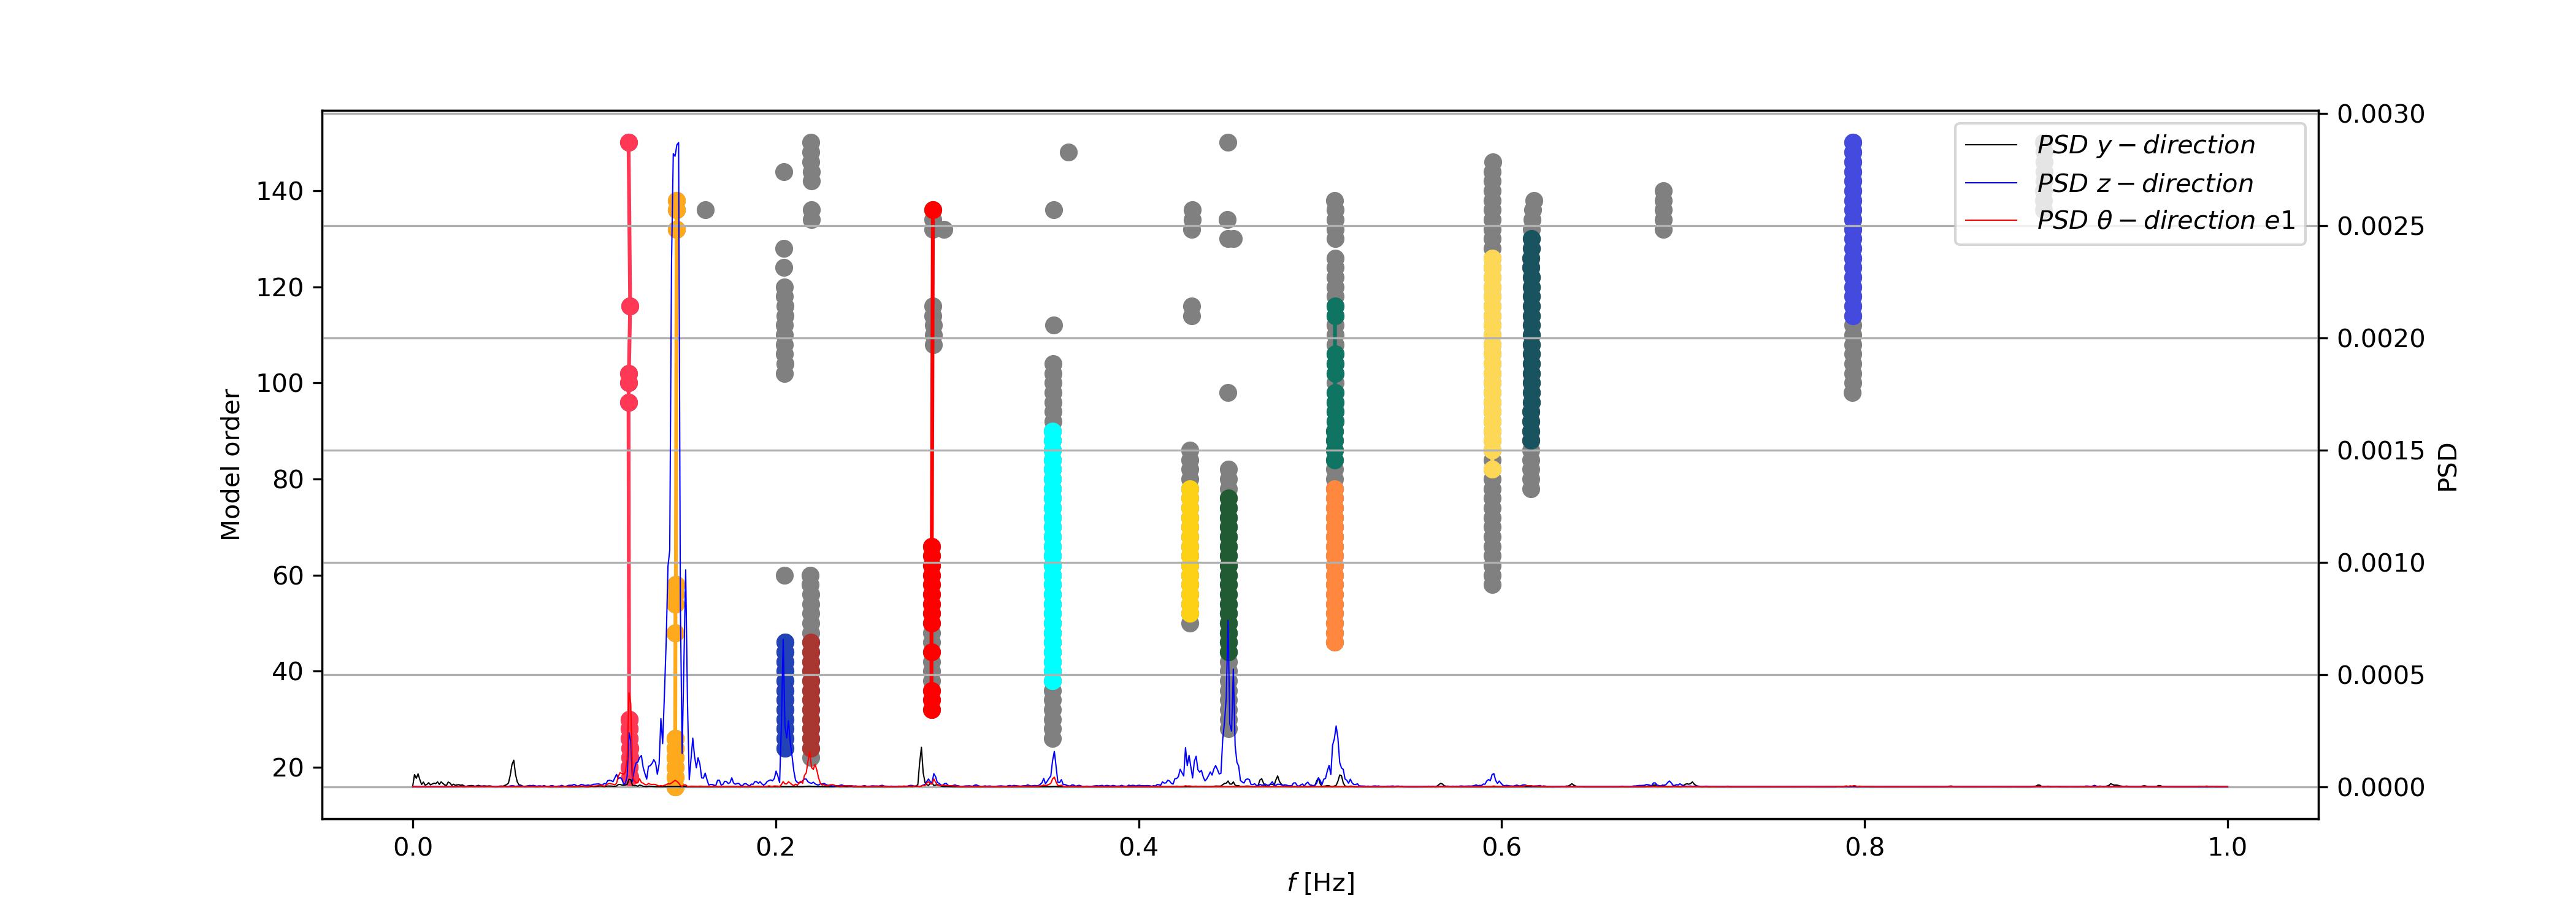 PSD y − direction
PSD z − direction
PSD θ − direction e1
Model order
140
120
100
80
60
40
20
0.0030
0.0025
0.0020
0.0015
0.0010
0.0005
0.0000
PSD
0.0 0.2 0.4 0.6 0.8 1.0
f [Hz]